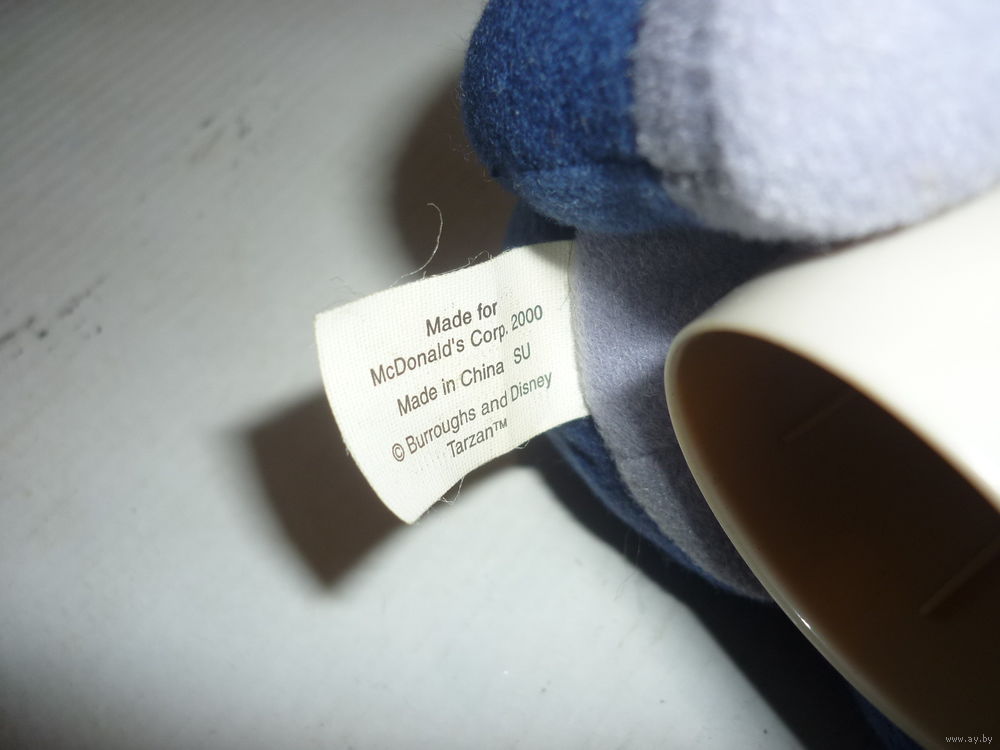 Made for
McDonald's Corp. 2000
Made in China SU
© Burroughs and Disney
Tarzan™
www.ay.by